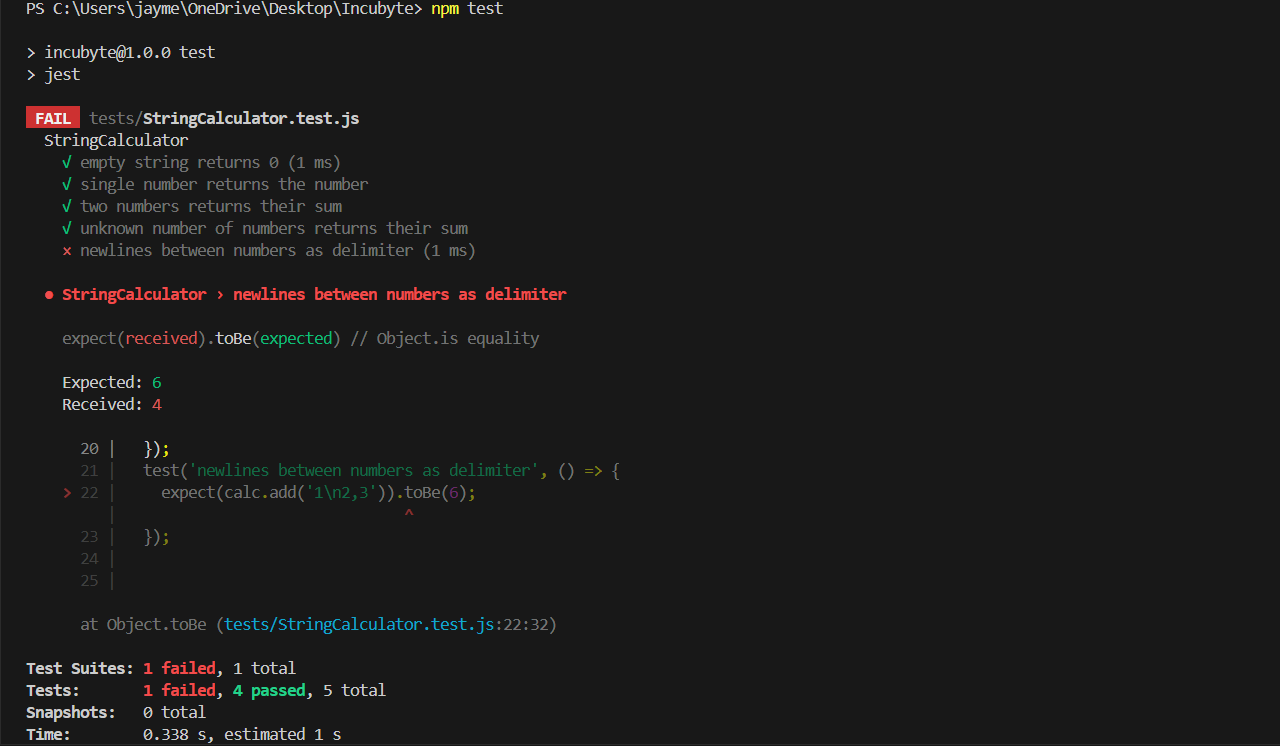 PS C:\Users\jayme\OneDrive\Desktop\Incubyte> npm test
> incubyte@1.0.0 test
> jest
FAIL tests/StringCalculator.test.js
StringCalculator
√ empty string returns 0 (1 ms)
√ single number returns the number
√ two numbers returns their sum
√ unknown number of numbers returns their sum
× newlines between numbers as delimiter (1 ms)
● StringCalculator › newlines between numbers as delimiter
expect(received).toBe(expected) // Object.is equality
Expected: 6
Received: 4
20 | });
21 | test('newlines between numbers as delimiter', () => {
> 22 | expect(calc.add('1\n2,3')).toBe(6);
| ^
23 | });
24 |
25 |
at Object.toBe (tests/StringCalculator.test.js:22:32)
Test Suites: 1 failed, 1 total
Tests: 1 failed, 4 passed, 5 total
Snapshots: 0 total
Time: 0.338 s, estimated 1 s